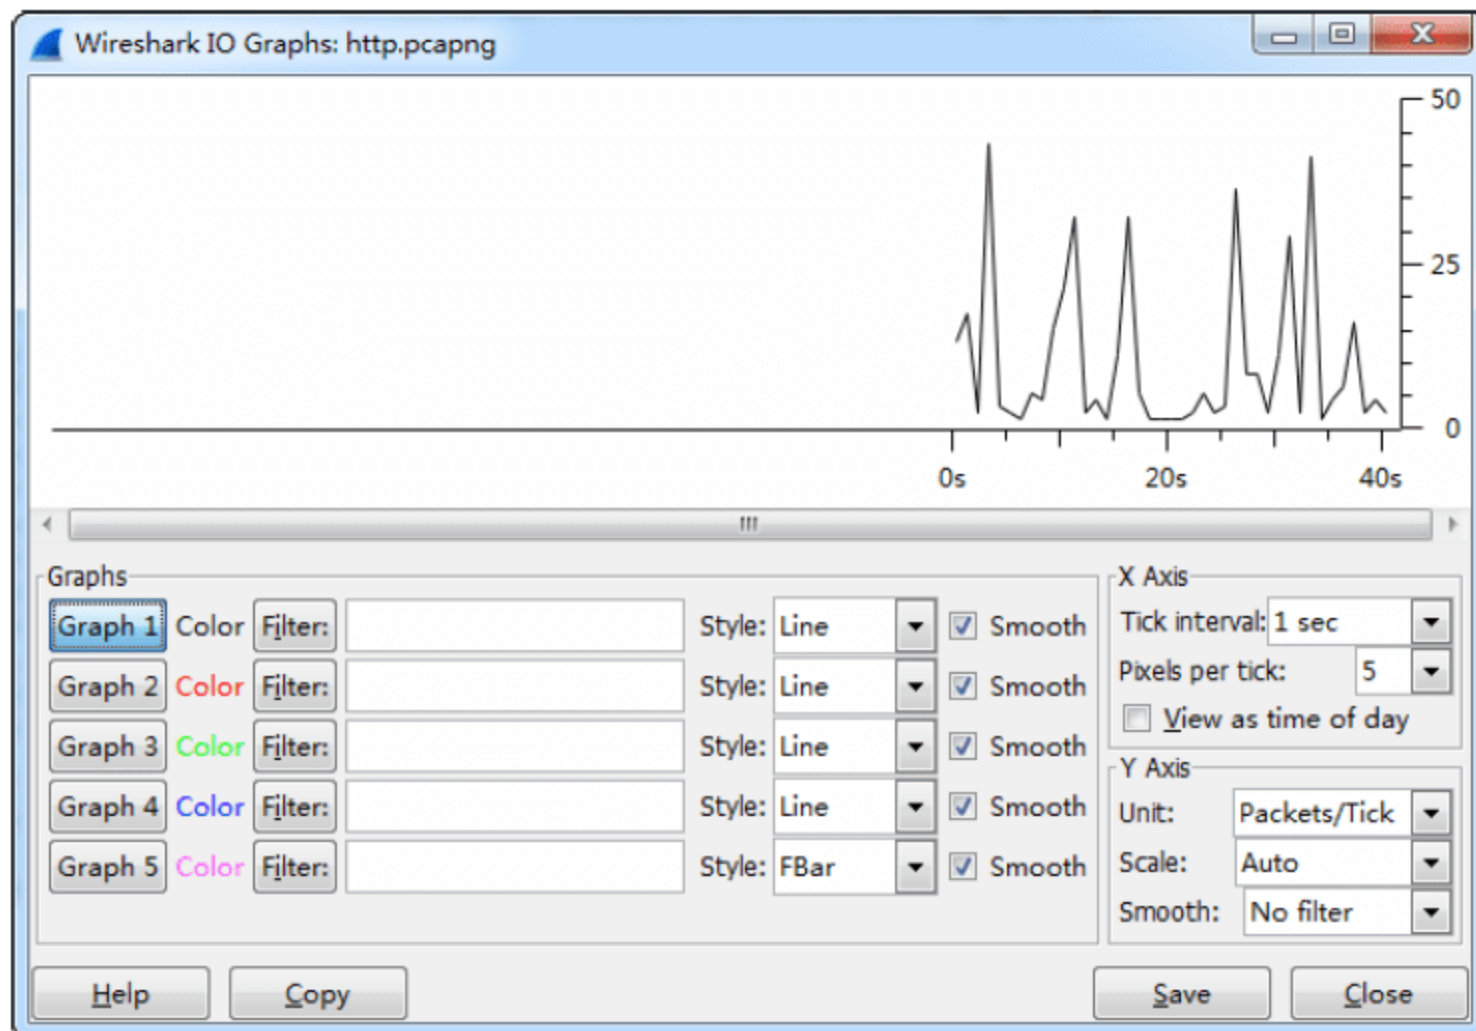 Wireshark IO Graphs: http.pcapng
50
25
0
0s 20s 40s
Graphs
Graph 1 Color Filter: Style: Line Smooth
Graph 2 Color Filter: Style: Line Smooth
Graph 3 Color Filter: Style: Line Smooth
Graph 4 Color Filter: Style: Line Smooth
Graph 5 Color Filter: Style: FBar Smooth
X Axis
Tick interval: 1 sec
Pixels per tick: 5
View as time of day
Y Axis
Unit: Packets/Tick
Scale: Auto
Smooth: No filter
Help Copy Save Close